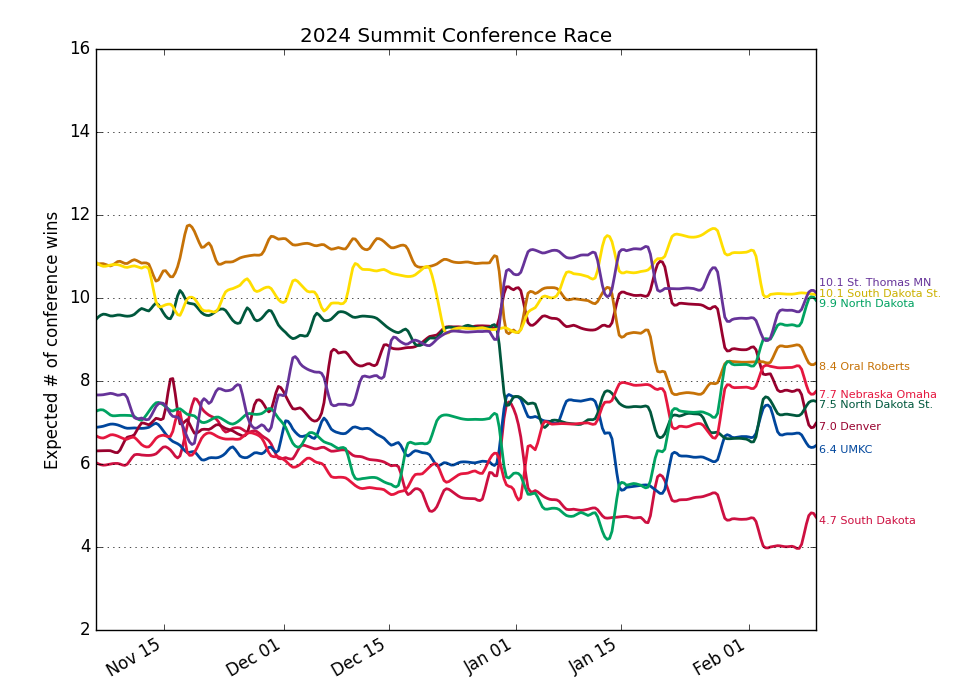 2024 Summit Conference Race
Expected # of conference wins
16
14
12
10
8
6
4
2
Nov 15
Dec 01
Dec 15
Jan 01
Jan 15
Feb 01
10.1 St. Thomas MN
10.1 South Dakota St.
9.9 North Dakota
8.4 Oral Roberts
7.7 Nebraska Omaha
7.5 North Dakota St.
7.0 Denver
6.4 UMKC
4.7 South Dakota